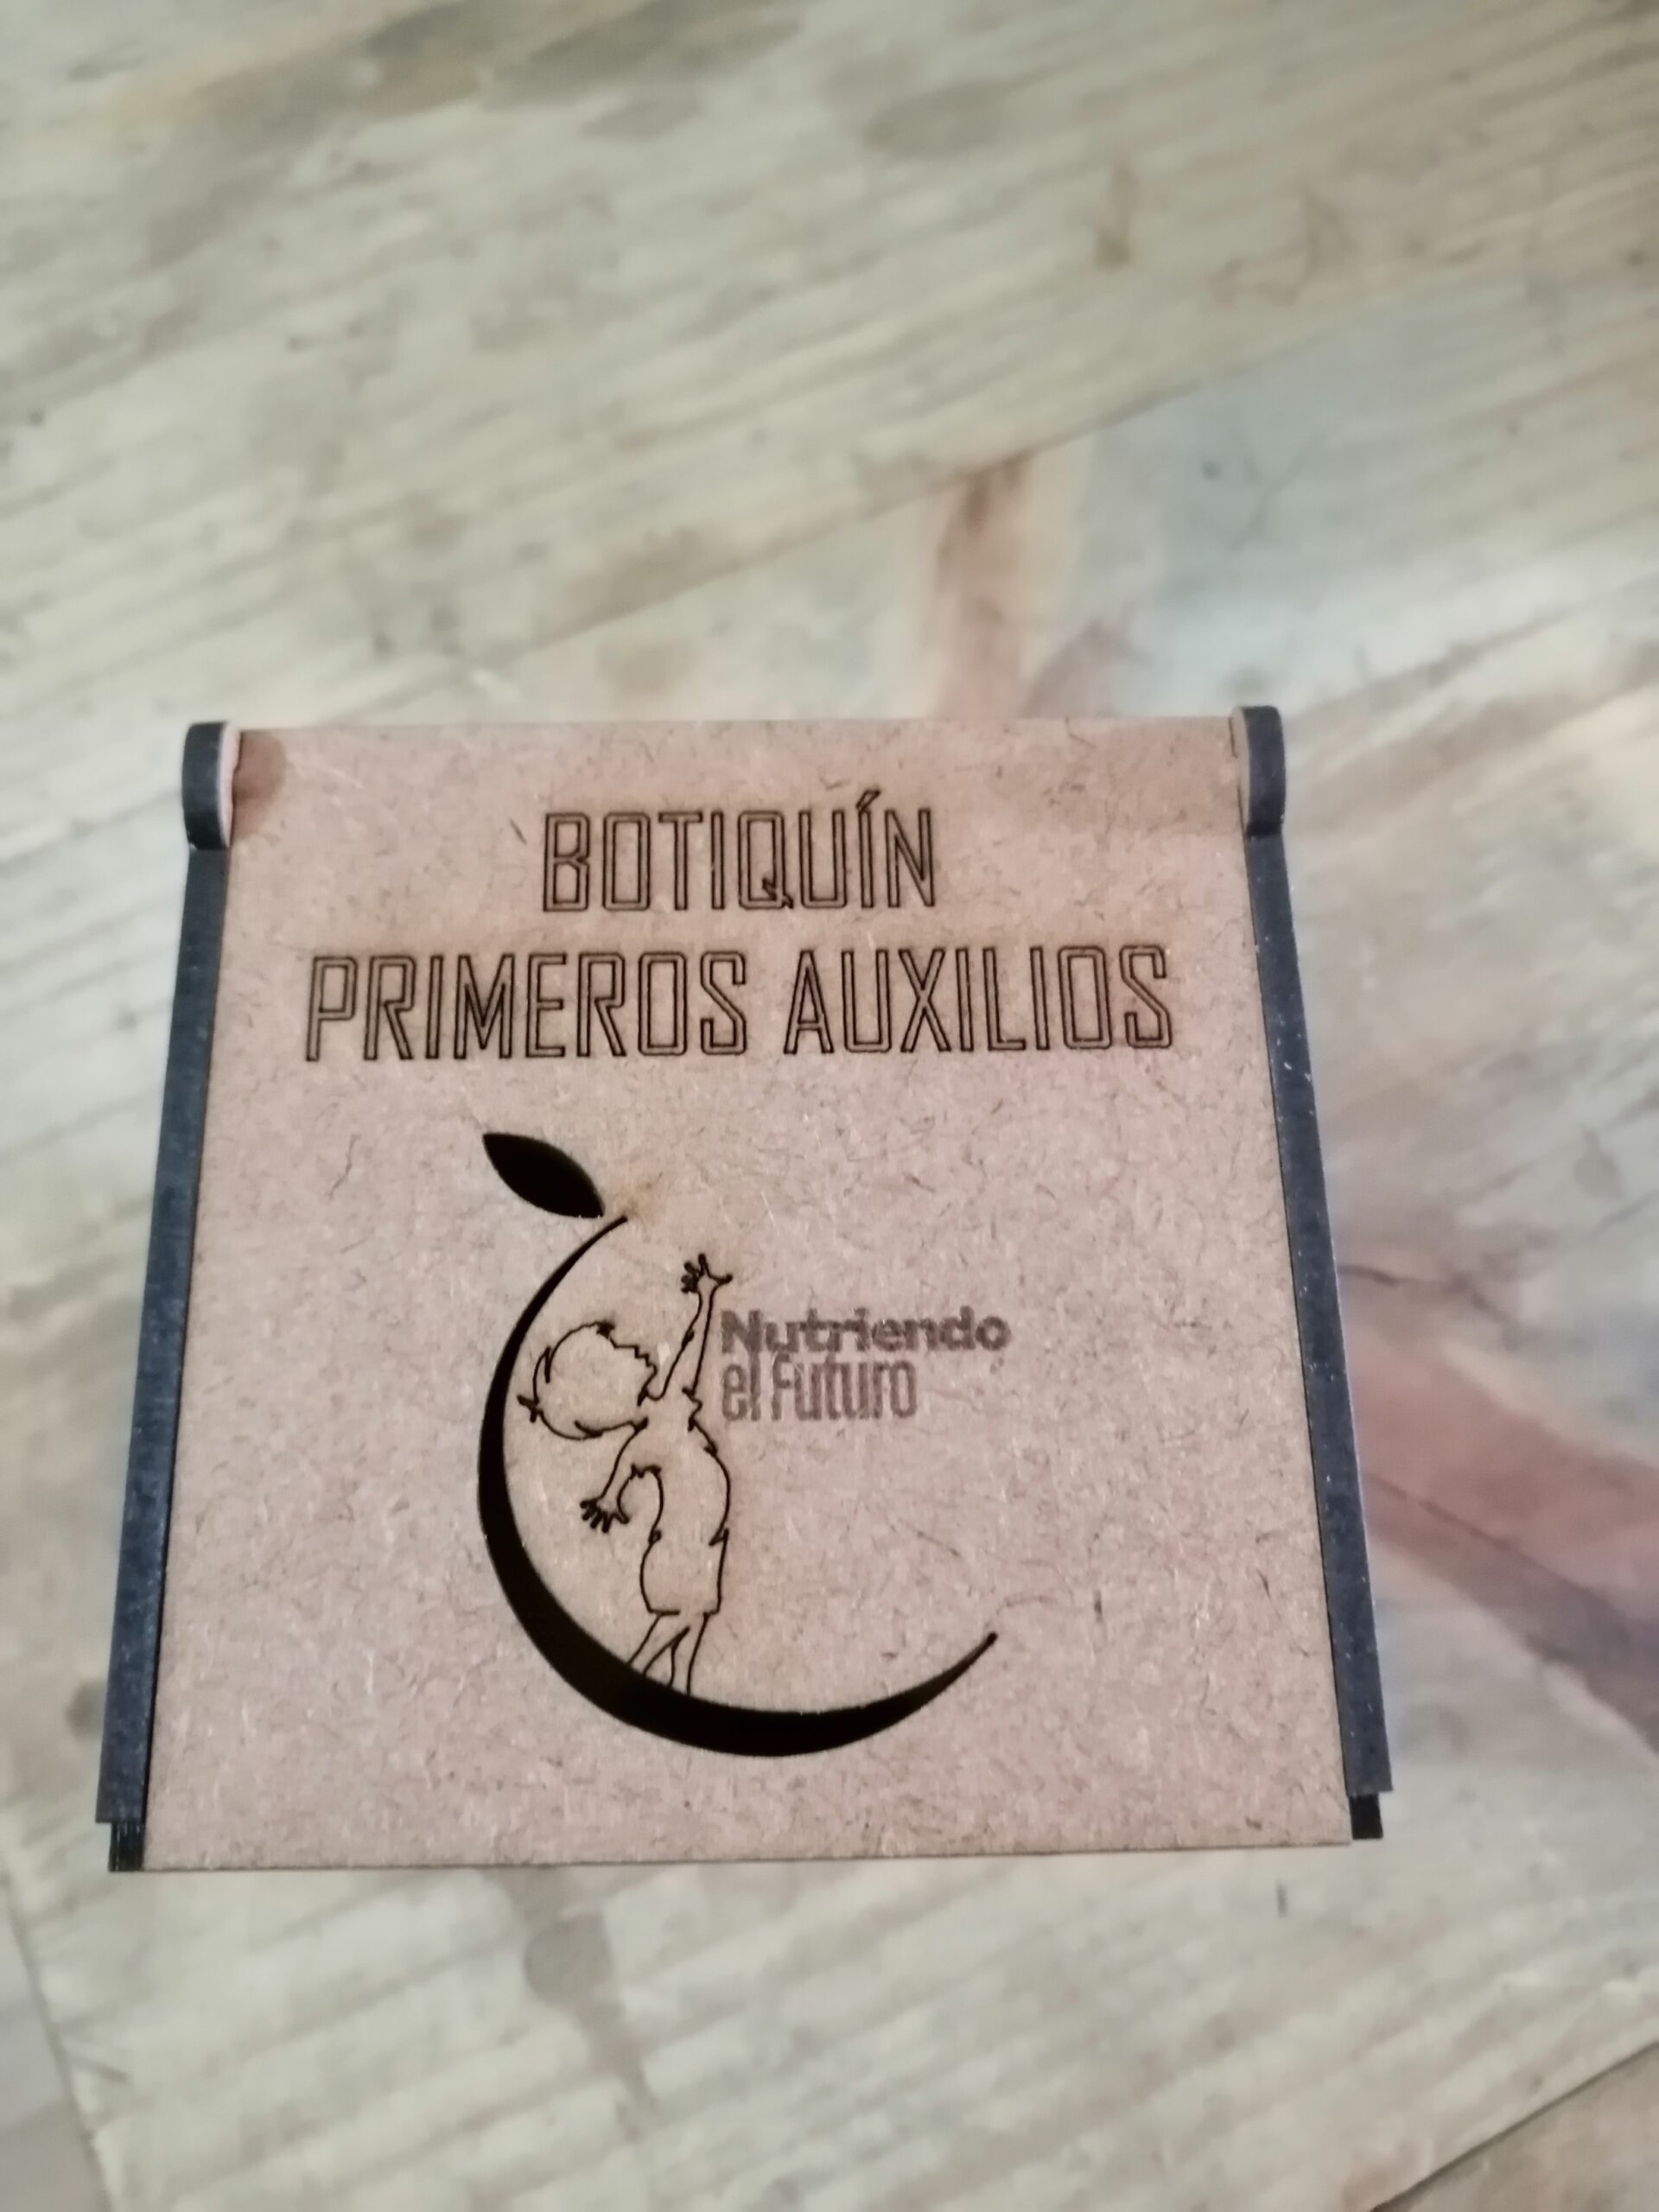 BOTIQUÍN
PRIMEROS AUXILIOS
Nutriendo
el Futuro